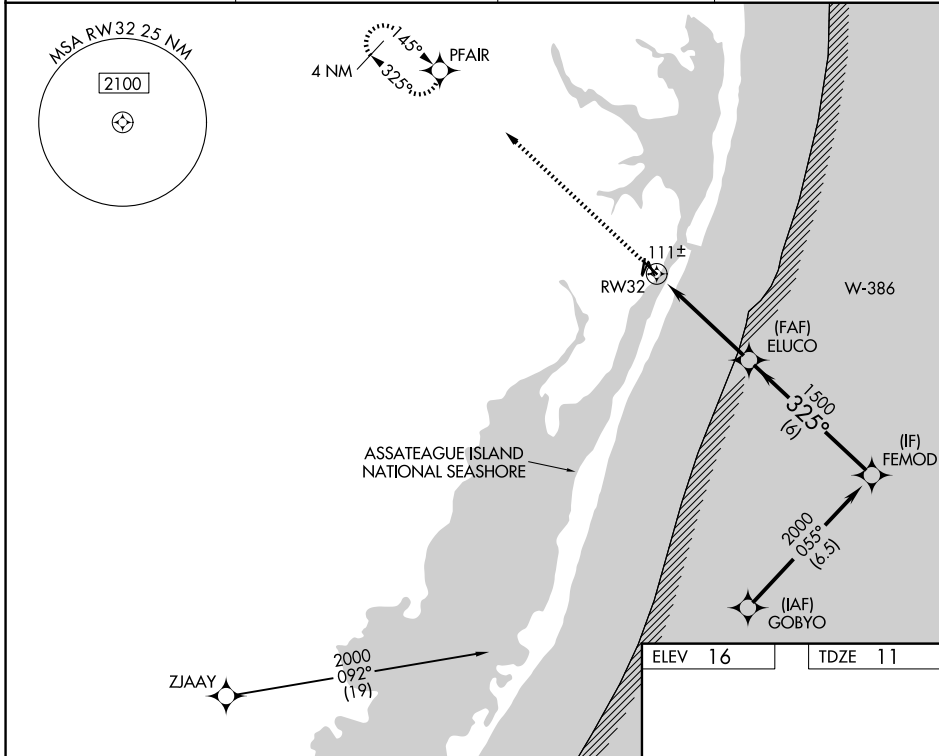 MSA RW32 25 NM
2100
4 NM
145°
325°
PFAIR
111±
RW32
W-386
(FAF)
ELUCO
1500
325°
(6)
(IF)
FEMOD
ASSATEAGUE ISLAND
NATIONAL SEASHORE
2000
055°
(6.5)
(IAF)
GOBYO
ZJAAY
2000
092°
(19)
ELEV 16
TDZE 11